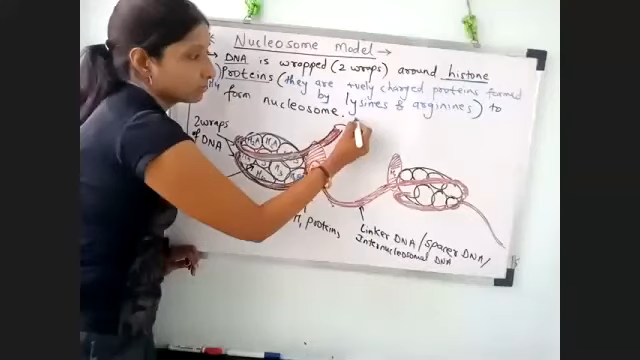 Nucleosome Model →
DNA is wrapped (2 wraps) around histone
Proteins (they are +vely charged proteins formed
by lysines & arginines) to
form nucleosome.
2 wraps
of DNA
H₁ proteins
Linker DNA/spacer DNA/
Internucleosomal DNA